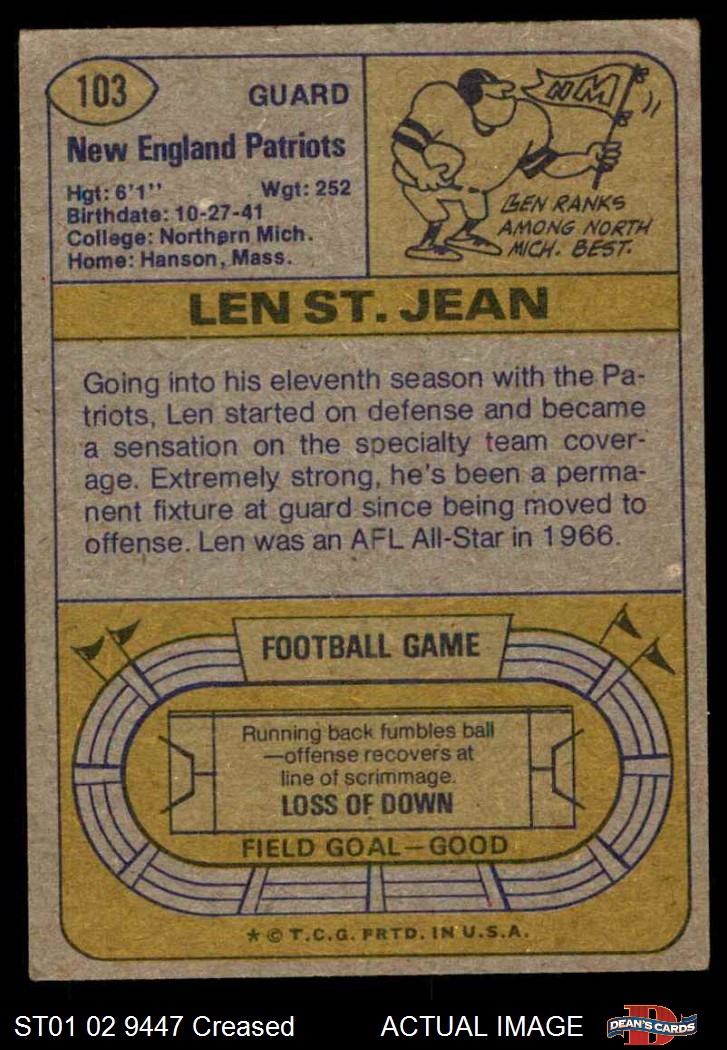 103
GUARD
New England Patriots
Hgt: 6'1" Wgt: 252
Birthdate: 10-27-41
College: Northern Mich.
Home: Hanson, Mass.
NM
LEN RANKS
AMONG NORTH
MICH. BEST.
LEN ST. JEAN
Going into his eleventh season with the Pa-
triots, Len started on defense and became
a sensation on the specialty team cover-
age. Extremely strong, he's been a perma-
nent fixture at guard since being moved to
offense. Len was an AFL All-Star in 1966.
FOOTBALL GAME
Running back fumbles ball
—offense recovers at
line of scrimmage.
LOSS OF DOWN
FIELD GOAL—GOOD
* © T.C.G. PRTD. IN U.S.A.
ST01 02 9447 Creased ACTUAL IMAGE
D
DEAN'S CARDS